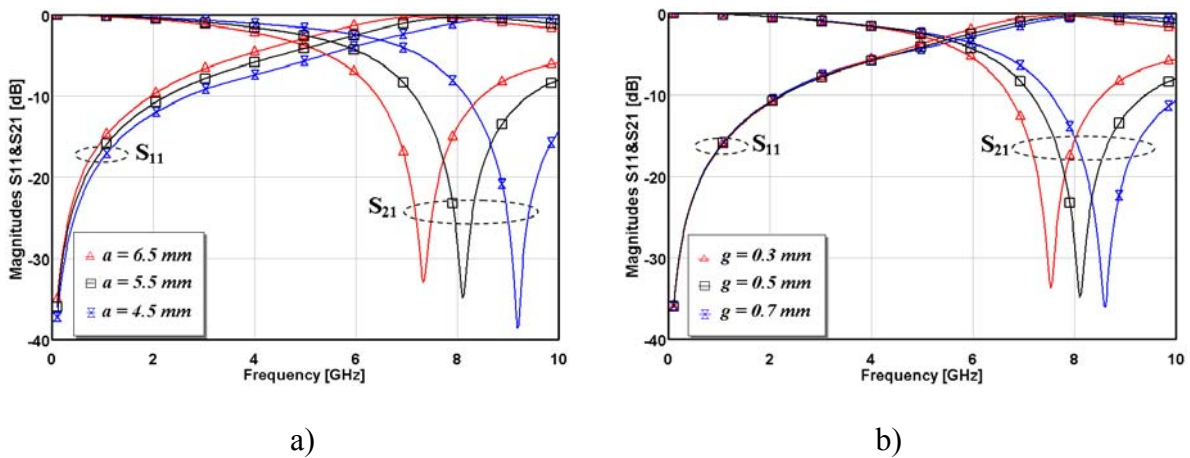 Magnitudes S11&S21 [dB]
0
-10
-20
-30
-40
S₁₁
S₂₁
a = 6.5 mm
a = 5.5 mm
a = 4.5 mm
0 2 4 6 8 10
Frequency [GHz]
a)
Magnitudes S11&S21 [dB]
0
-10
-20
-30
-40
S₁₁
S₂₁
g = 0.3 mm
g = 0.5 mm
g = 0.7 mm
0 2 4 6 8 10
Frequency [GHz]
b)